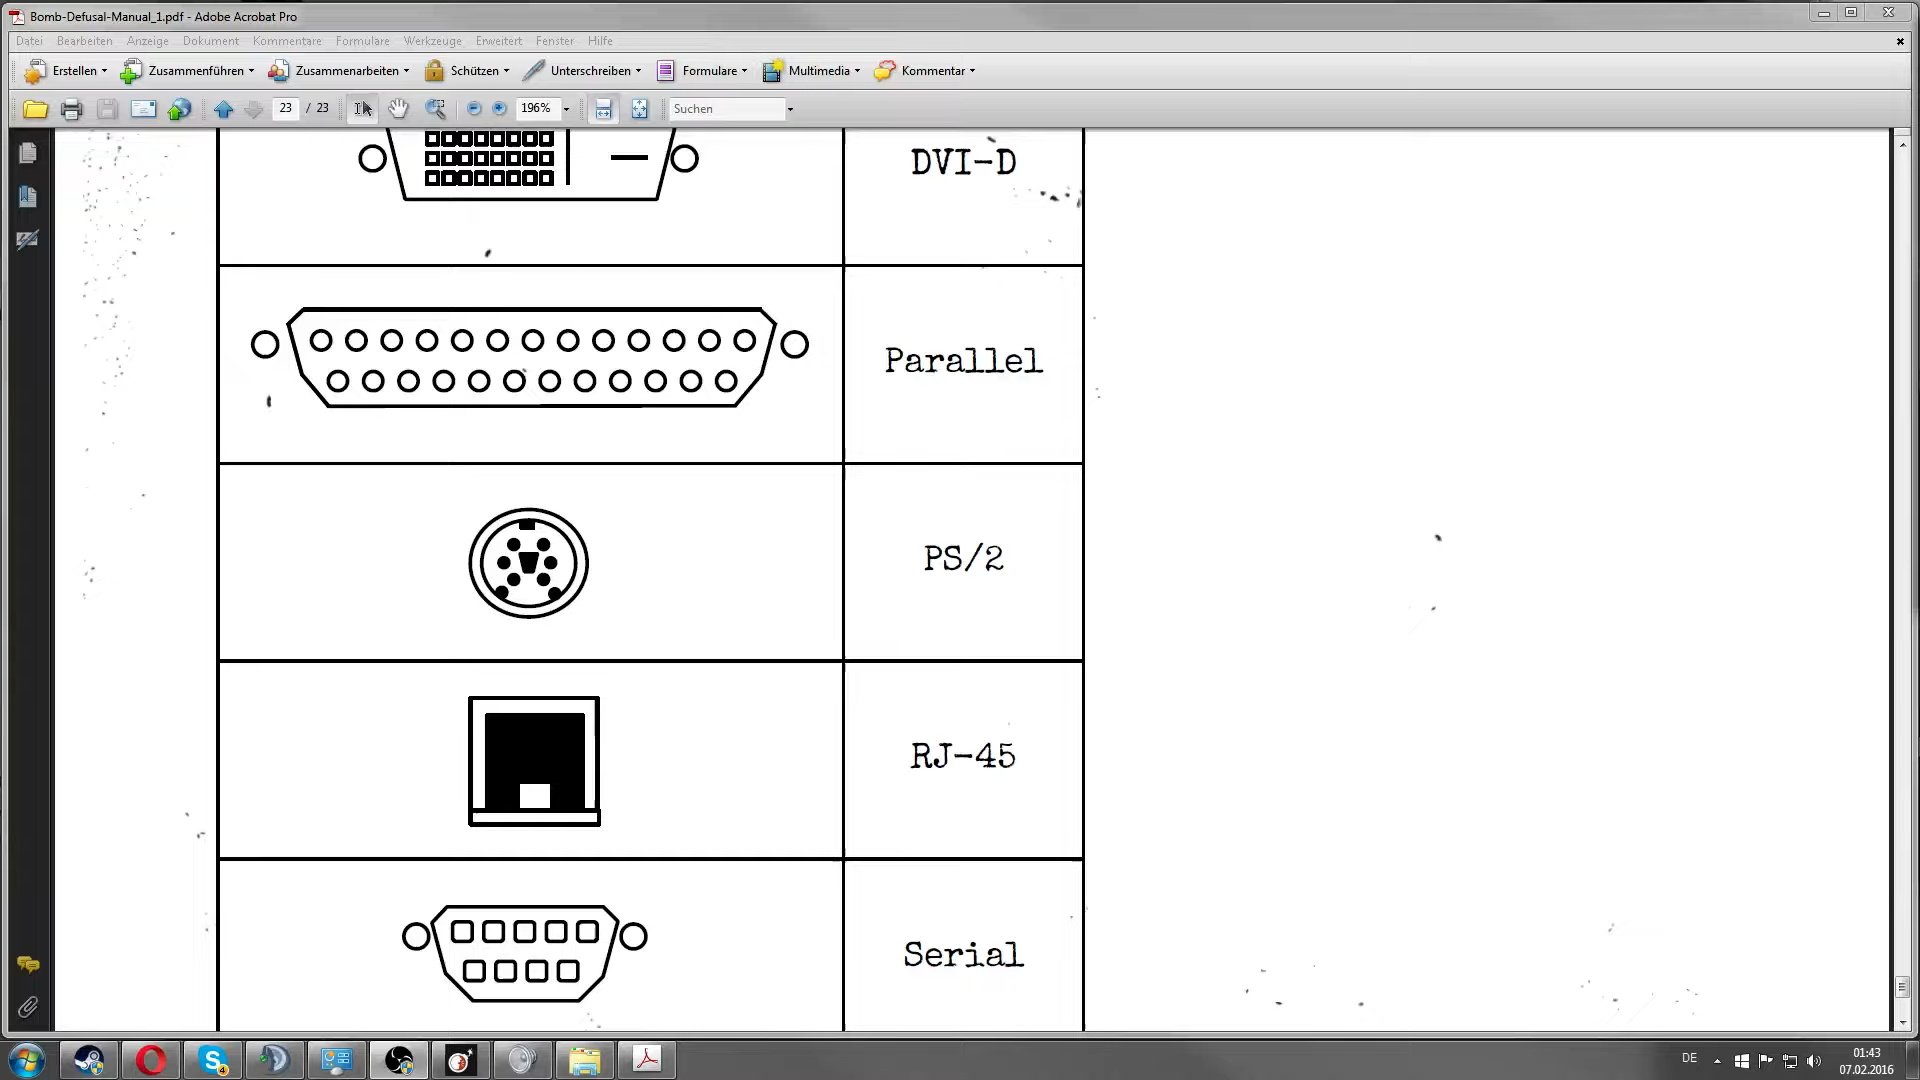 Bomb-Defusal-Manual_1.pdf - Adobe Acrobat Pro
Datei Bearbeiten Anzeige Dokument Kommentare Formulare Werkzeuge Erweitert Fenster Hilfe
Erstellen Zusammenführen Zusammenarbeiten Schützen Unterschreiben Formulare Multimedia Kommentar
23 / 23 196% Suchen
DVI-D
Parallel
PS/2
RJ-45
Serial
4
DE
01:43
07.02.2016